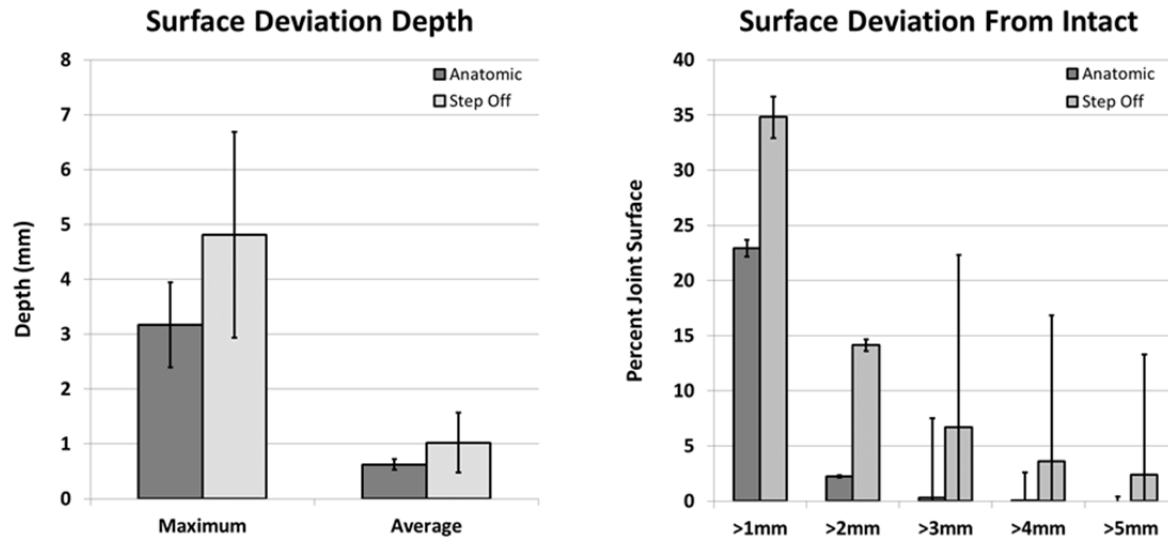 Surface Deviation Depth
8
7
6
5
4
3
2
1
0
Depth (mm)
Anatomic
Step Off
Maximum Average
Surface Deviation From Intact
40
35
30
25
20
15
10
5
0
Percent Joint Surface
Anatomic
Step Off
>1mm >2mm >3mm >4mm >5mm